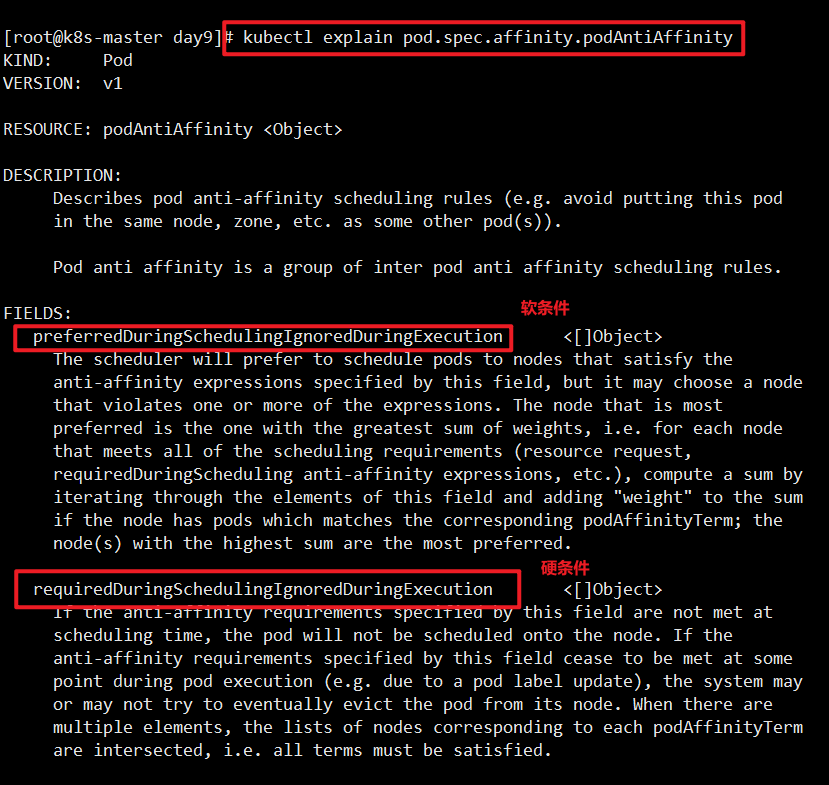 [root@k8s-master day9]# kubectl explain pod.spec.affinity.podAntiAffinity
KIND:     Pod
VERSION:  v1
RESOURCE: podAntiAffinity <Object>
DESCRIPTION:
Describes pod anti-affinity scheduling rules (e.g. avoid putting this pod
in the same node, zone, etc. as some other pod(s)).
Pod anti affinity is a group of inter pod anti affinity scheduling rules.
FIELDS:
软条件
preferredDuringSchedulingIgnoredDuringExecution      <[]Object>
The scheduler will prefer to schedule pods to nodes that satisfy the
anti-affinity expressions specified by this field, but it may choose a node
that violates one or more of the expressions. The node that is most
preferred is the one with the greatest sum of weights, i.e. for each node
that meets all of the scheduling requirements (resource request,
requiredDuringScheduling anti-affinity expressions, etc.), compute a sum by
iterating through the elements of this field and adding "weight" to the sum
if the node has pods which matches the corresponding podAffinityTerm; the
node(s) with the highest sum are the most preferred.
硬条件
requiredDuringSchedulingIgnoredDuringExecution       <[]Object>
If the anti-affinity requirements specified by this field are not met at
scheduling time, the pod will not be scheduled onto the node. If the
anti-affinity requirements specified by this field cease to be met at some
point during pod execution (e.g. due to a pod label update), the system may
or may not try to eventually evict the pod from its node. When there are
multiple elements, the lists of nodes corresponding to each podAffinityTerm
are intersected, i.e. all terms must be satisfied.